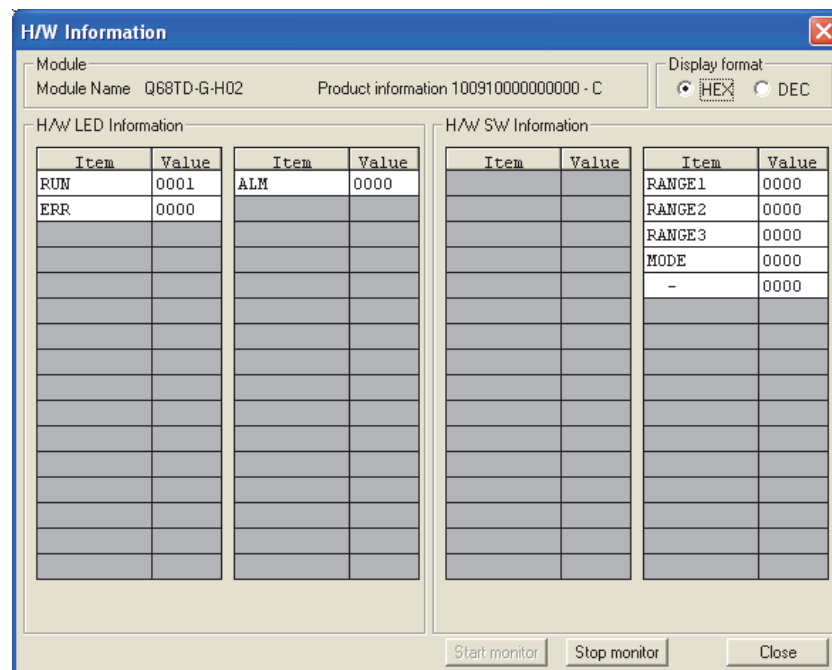 H/W Information
Module
Module Name Q68TD-G-H02 Product information 100910000000000 - C
Display format
HEX DEC
H/W LED Information
Item Value Item Value
RUN 0001 ALM 0000
ERR 0000
H/W SW Information
Item Value Item Value
RANGE1 0000
RANGE2 0000
RANGE3 0000
MODE 0000
- 0000
Start monitor Stop monitor Close